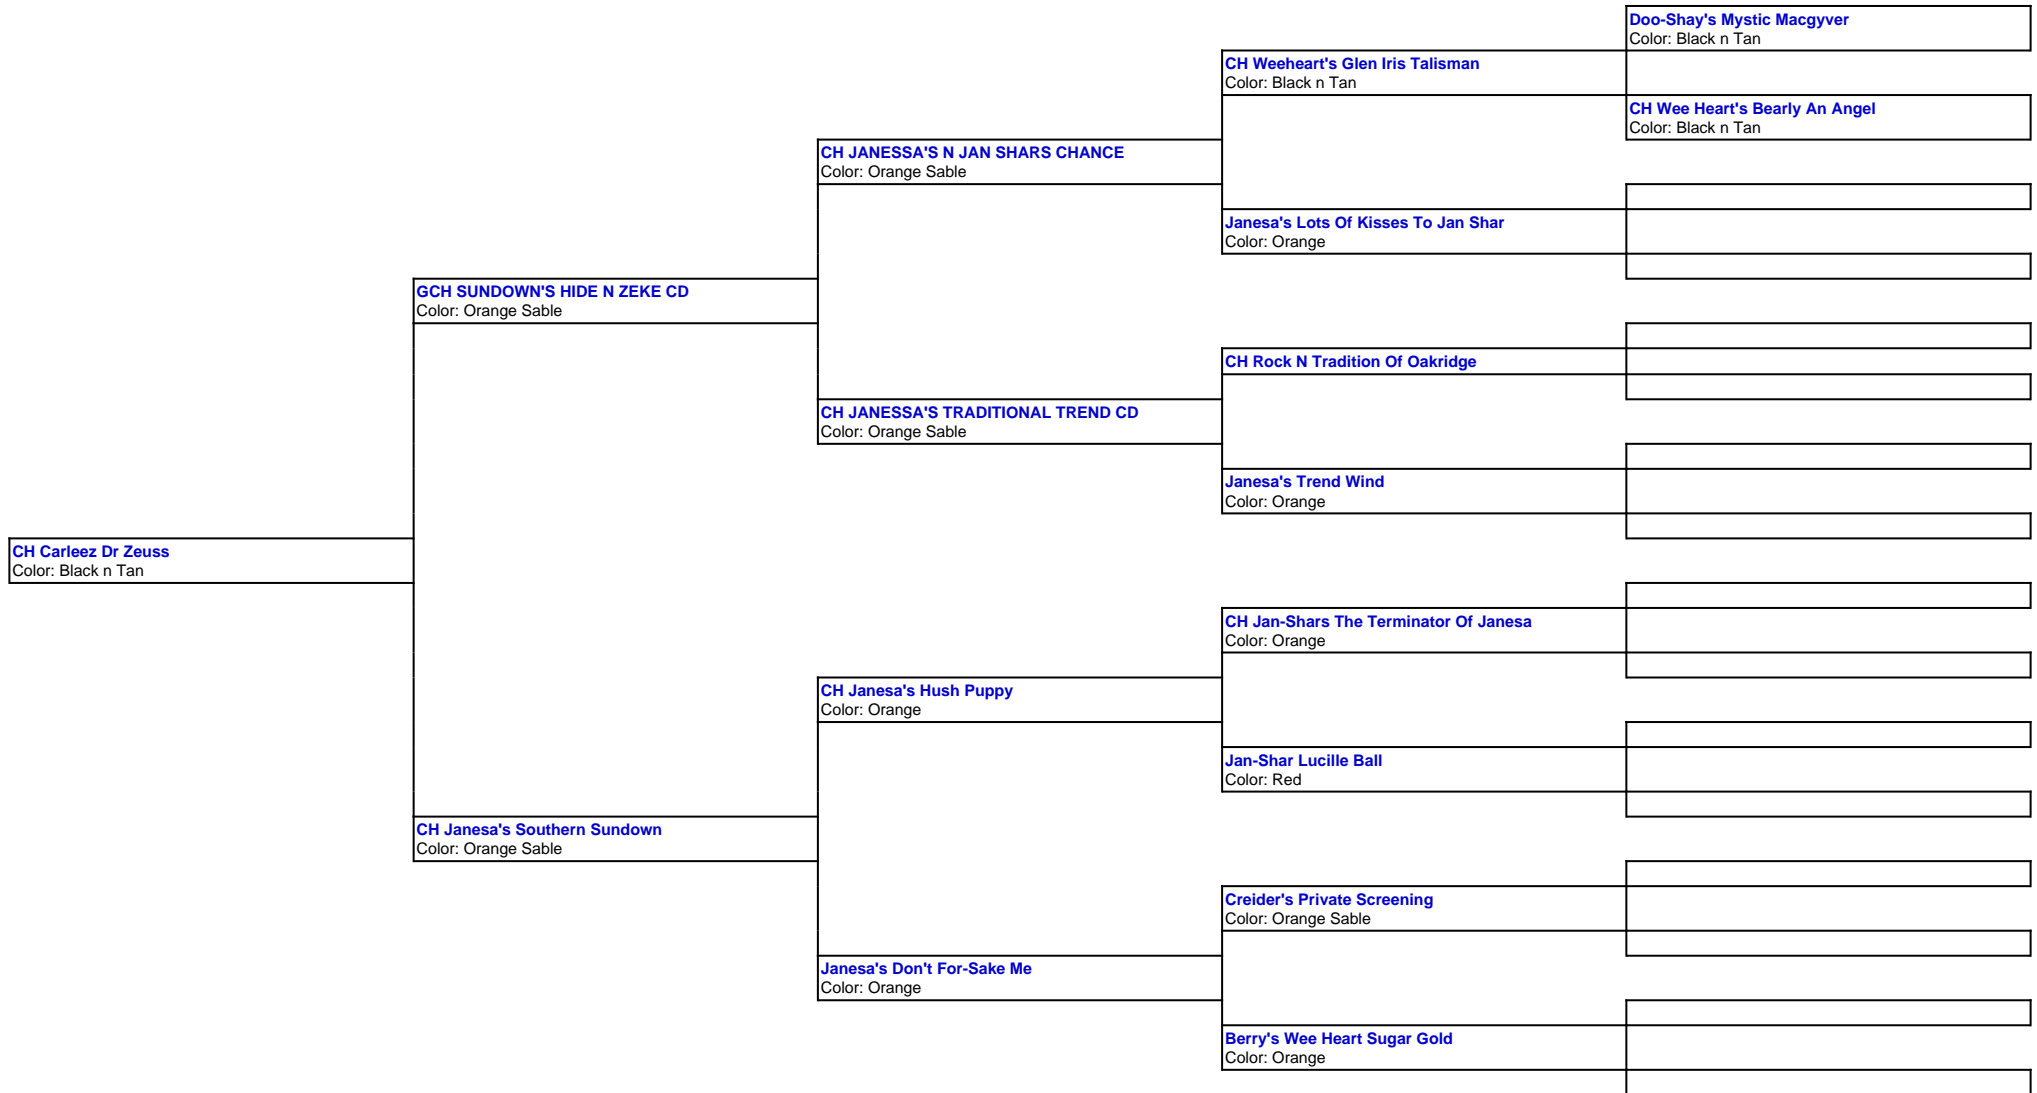 Doo-Shay's Mystic Macgyver
Color: Black n Tan
CH Weeheart's Glen Iris Talisman
Color: Black n Tan
CH Wee Heart's Bearly An Angel
Color: Black n Tan
CH JANESSA'S N JAN SHARS CHANCE
Color: Orange Sable
Janesa's Lots Of Kisses To Jan Shar
Color: Orange
GCH SUNDOWN'S HIDE N ZEKE CD
Color: Orange Sable
CH Rock N Tradition Of Oakridge
CH JANESSA'S TRADITIONAL TREND CD
Color: Orange Sable
Janesa's Trend Wind
Color: Orange
CH Carleez Dr Zeuss
Color: Black n Tan
CH Jan-Shars The Terminator Of Janesa
Color: Orange
CH Janesa's Hush Puppy
Color: Orange
Jan-Shar Lucille Ball
Color: Red
CH Janesa's Southern Sundown
Color: Orange Sable
Creider's Private Screening
Color: Orange Sable
Janesa's Don't For-Sake Me
Color: Orange
Berry's Wee Heart Sugar Gold
Color: Orange